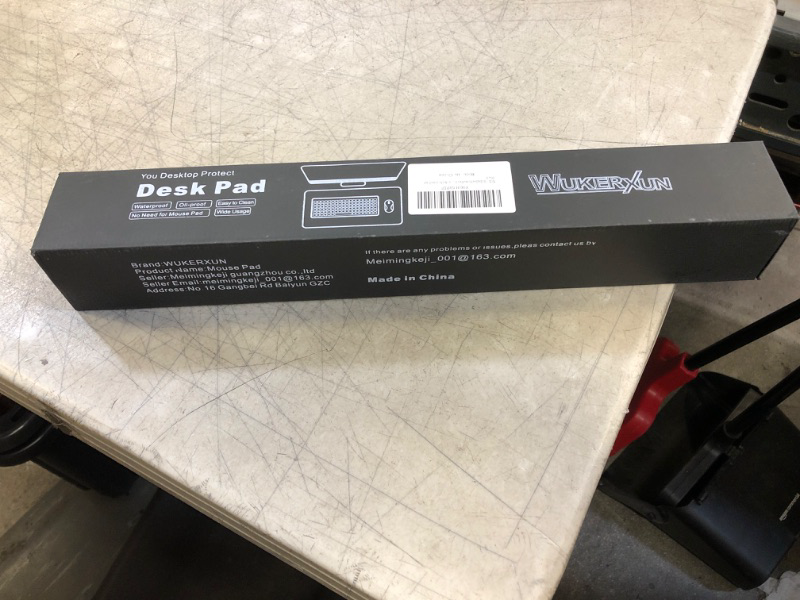 You Desktop Protect
Desk Pad
Waterproof
Oil-proof
Easy to Clean
No Need for Mouse Pad
Wide Usage
WUKERXUN
Brand:WUKERXUN
Product Name:Mouse Pad
Seller:Meimingkeji guangzhou co.,ltd
Seller Email:meimingkeji_001@163.com
Address:No.16 Gangbei Rd Baiyun GZC
If there are any problems or issues,pleas contact us by
Meimingkeji_001@163.com
Made in China